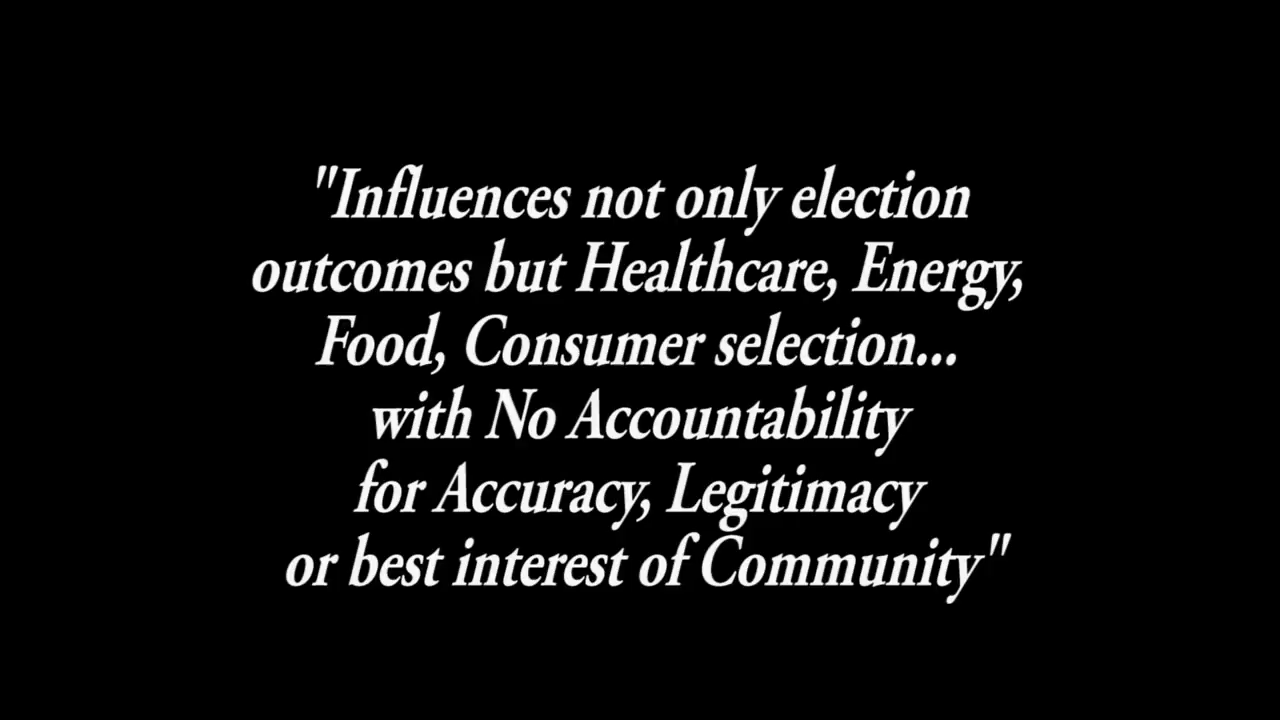 "Influences not only election
outcomes but Healthcare, Energy,
Food, Consumer selection...
with No Accountability
for Accuracy, Legitimacy
or best interest of Community"